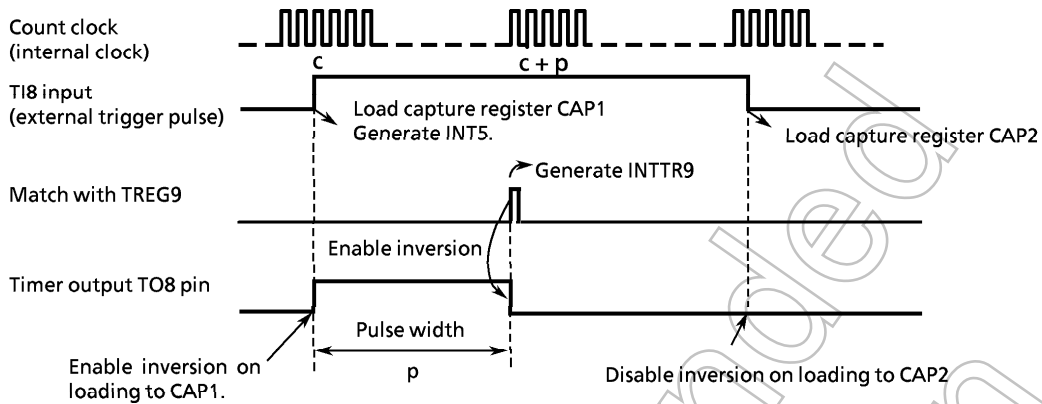 Count clock
(internal clock)
c
c + p
TI8 input
(external trigger pulse)
Load capture register CAP1
Generate INT5.
Load capture register CAP2
Generate INTTR9
Match with TREG9
Enable inversion
Timer output TO8 pin
Pulse width
Enable inversion on
loading to CAP1.
p
Disable inversion on loading to CAP2